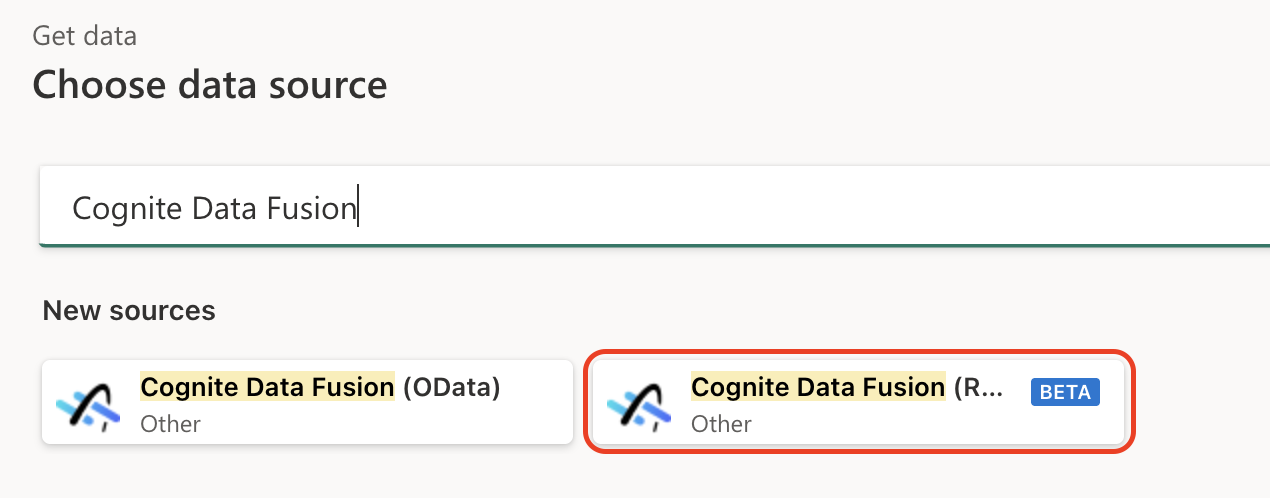 Get data
Choose data source
Cognite Data Fusion
New sources
Cognite Data Fusion (OData)
Other
Cognite Data Fusion (R... BETA
Other